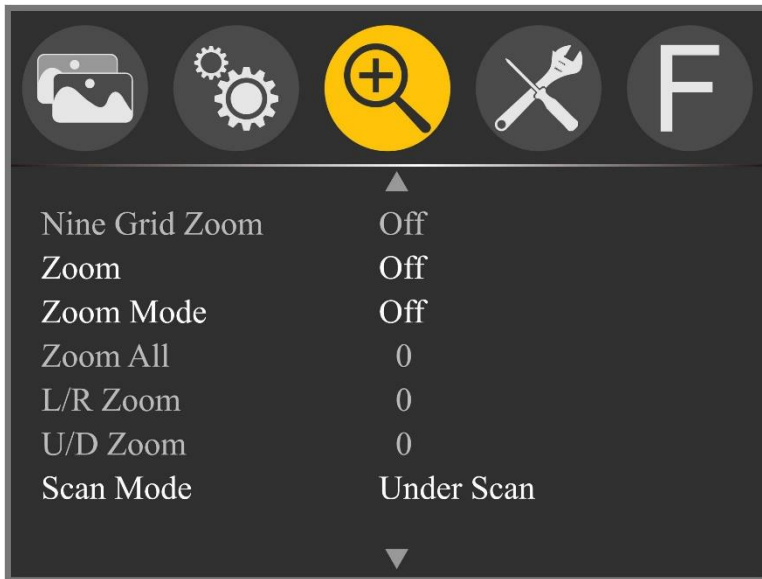 F
Nine Grid Zoom Off
Zoom Off
Zoom Mode Off
Zoom All 0
L/R Zoom 0
U/D Zoom 0
Scan Mode Under Scan